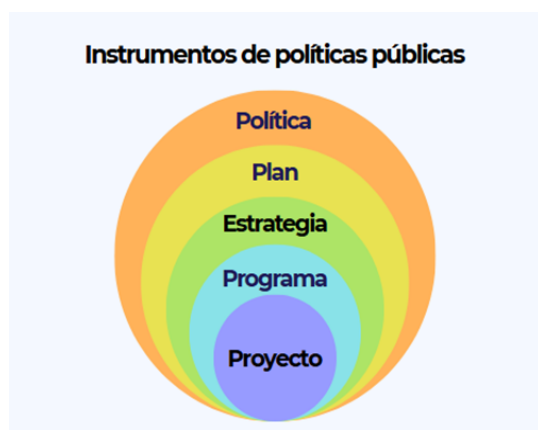 Instrumentos de políticas públicas
Política
Plan
Estrategia
Programa
Proyecto